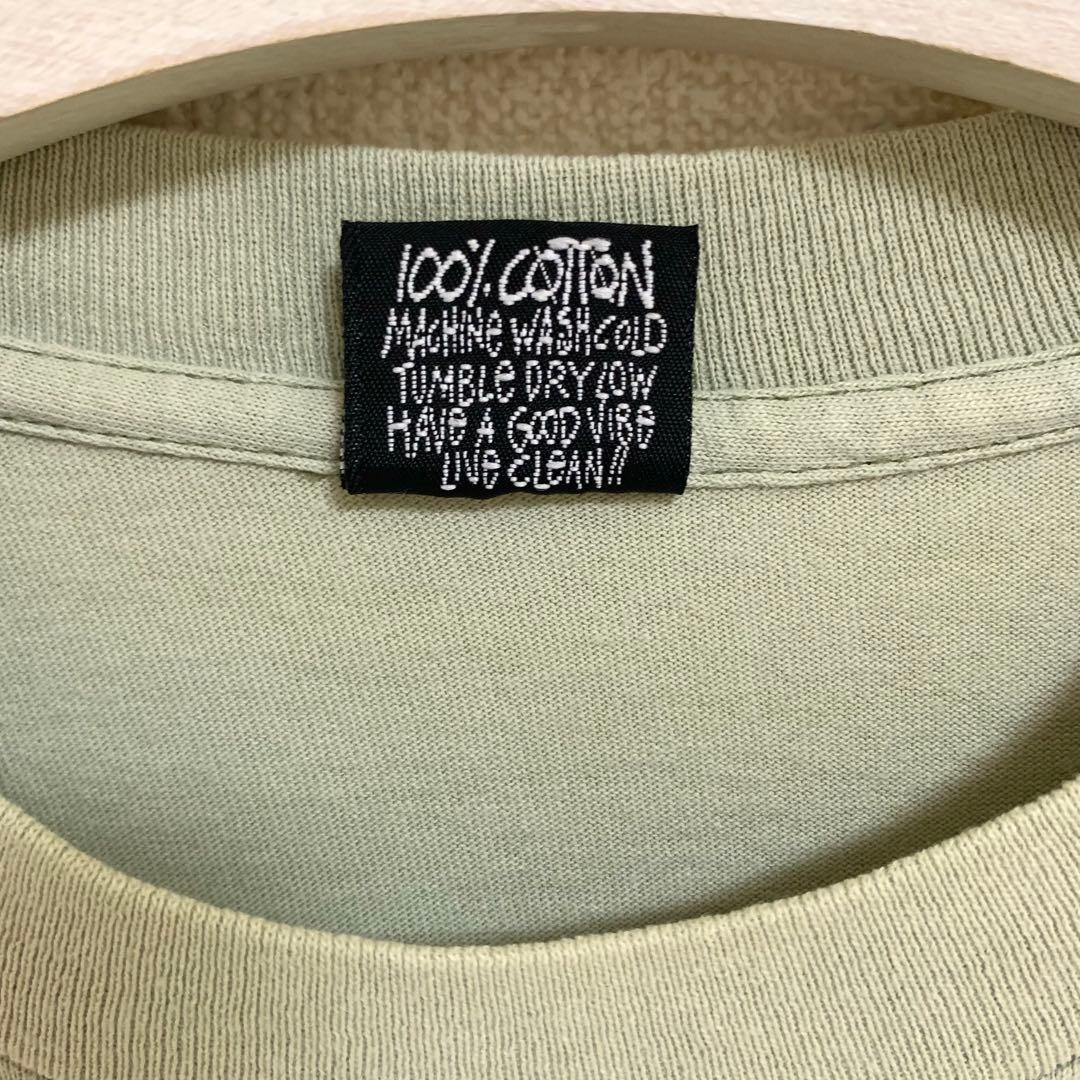 100% COTTON
MACHINE WASH COLD
TUMBLE DRY LOW
HAVE A GOOD VIBE
LIVE CLEAN!!